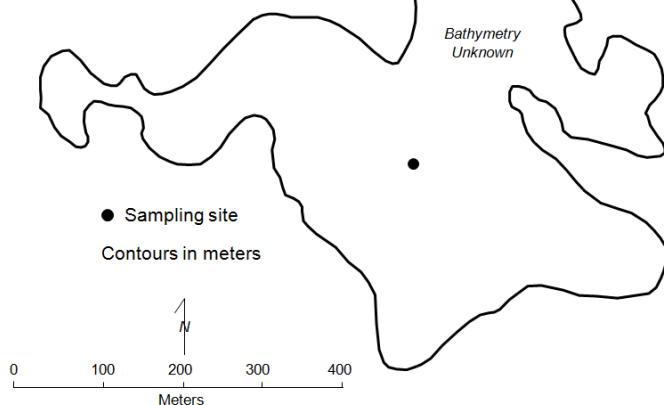 Bathymetry
Unknown
Sampling site
Contours in meters
N
0 100 200 300 400
Meters